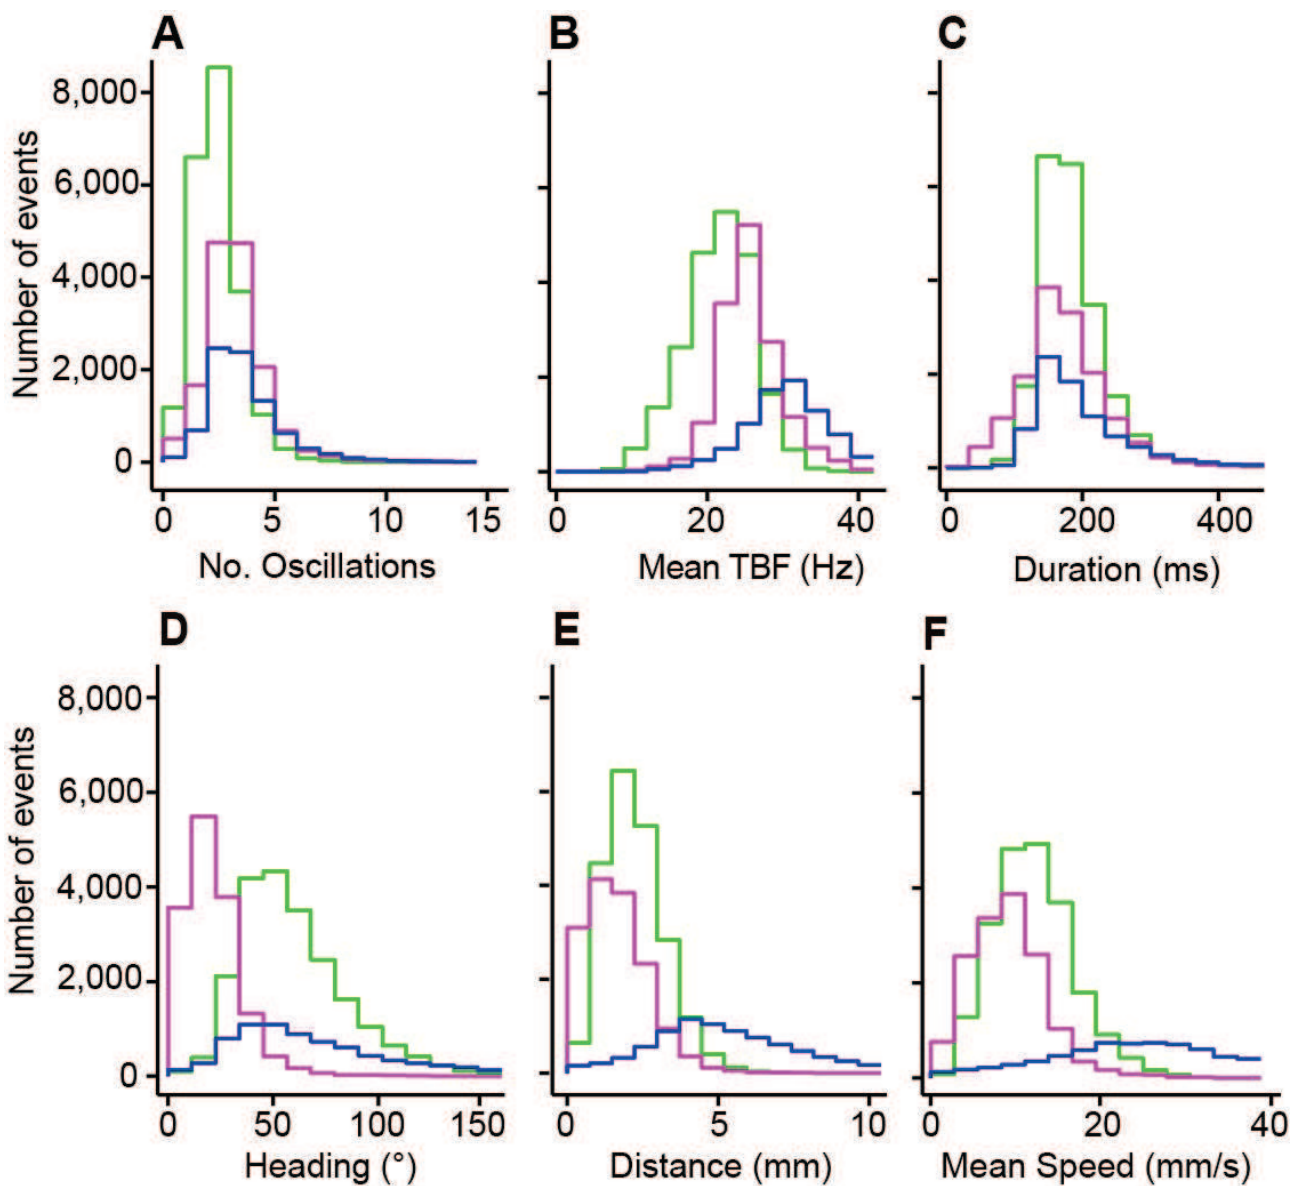 A
B
C
Number of events
8,000
6,000
4,000
2,000
0
0 5 10 15
0 20 40
0 200 400
No. Oscillations
Mean TBF (Hz)
Duration (ms)
D
E
F
Number of events
8,000
6,000
4,000
2,000
0
0 50 100 150
0 5 10
0 20 40
Heading (°)
Distance (mm)
Mean Speed (mm/s)